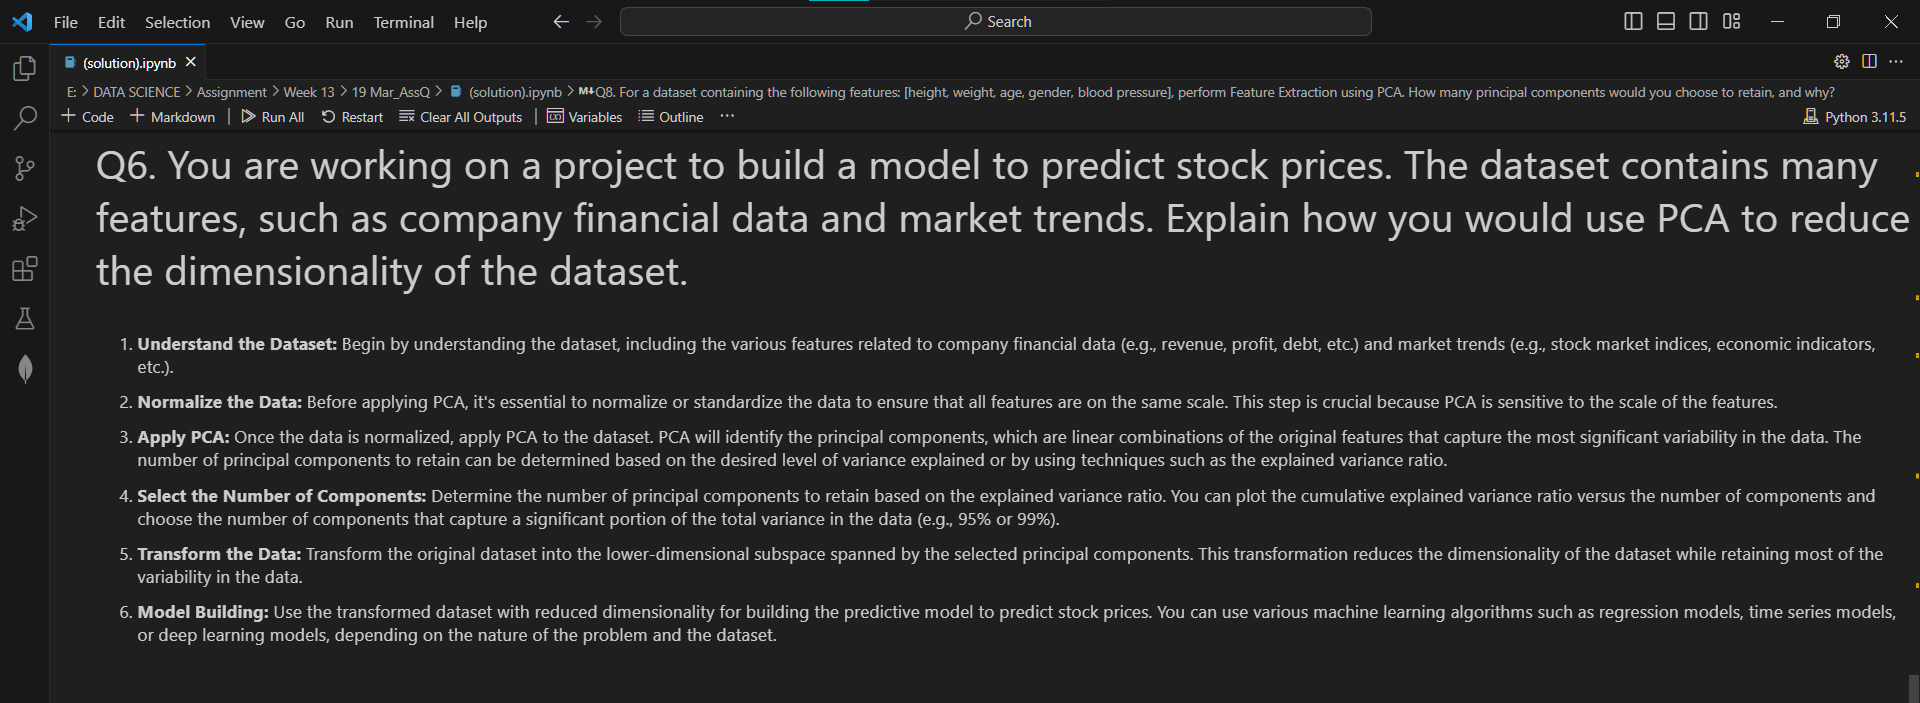 File Edit Selection View Go Run Terminal Help
Search
(solution).ipynb
E: > DATA SCIENCE > Assignment > Week 13 > 19 Mar_AssQ > (solution).ipynb > M↓Q8. For a dataset containing the following features: [height, weight, age, gender, blood pressure], perform Feature Extraction using PCA. How many principal components would you choose to retain, and why?
+ Code + Markdown | Run All Restart Clear All Outputs | Variables Outline ... Python 3.11.5
Q6. You are working on a project to build a model to predict stock prices. The dataset contains many
features, such as company financial data and market trends. Explain how you would use PCA to reduce
the dimensionality of the dataset.
1. Understand the Dataset: Begin by understanding the dataset, including the various features related to company financial data (e.g., revenue, profit, debt, etc.) and market trends (e.g., stock market indices, economic indicators,
etc.).
2. Normalize the Data: Before applying PCA, it's essential to normalize or standardize the data to ensure that all features are on the same scale. This step is crucial because PCA is sensitive to the scale of the features.
3. Apply PCA: Once the data is normalized, apply PCA to the dataset. PCA will identify the principal components, which are linear combinations of the original features that capture the most significant variability in the data. The
number of principal components to retain can be determined based on the desired level of variance explained or by using techniques such as the explained variance ratio.
4. Select the Number of Components: Determine the number of principal components to retain based on the explained variance ratio. You can plot the cumulative explained variance ratio versus the number of components and
choose the number of components that capture a significant portion of the total variance in the data (e.g., 95% or 99%).
5. Transform the Data: Transform the original dataset into the lower-dimensional subspace spanned by the selected principal components. This transformation reduces the dimensionality of the dataset while retaining most of the
variability in the data.
6. Model Building: Use the transformed dataset with reduced dimensionality for building the predictive model to predict stock prices. You can use various machine learning algorithms such as regression models, time series models,
or deep learning models, depending on the nature of the problem and the dataset.